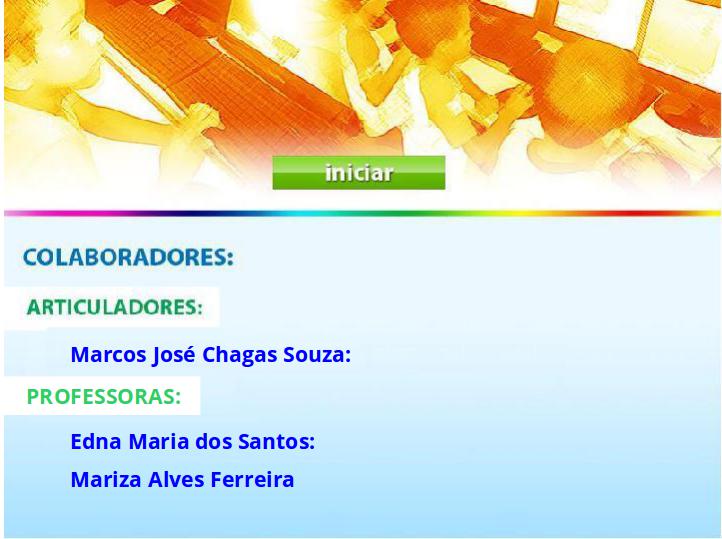 iniciar
COLABORADORES:
ARTICULADORES:
Marcos José Chagas Souza:
PROFESSORAS:
Edna Maria dos Santos:
Mariza Alves Ferreira